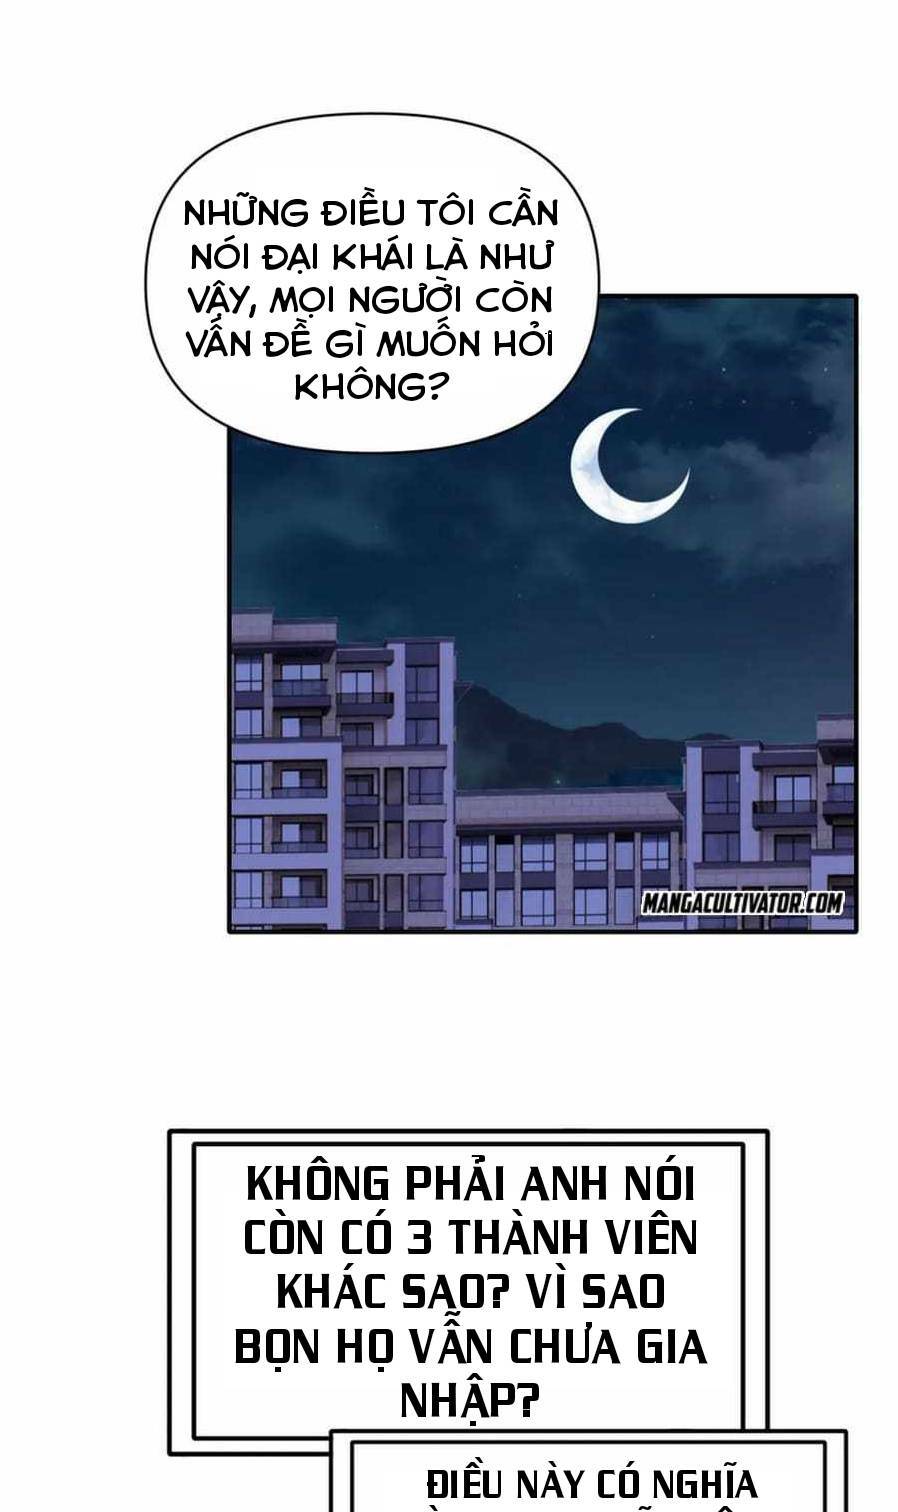 NHỮNG ĐIỀU TÔI CẦN
NÓI ĐẠI KHÁI LÀ NHƯ
VẬY, MỌI NGƯỜI CÒN
VẤN ĐỀ GÌ MUỐN HỎI
KHÔNG?
MANGACULTIVATOR.COM
KHÔNG PHẢI ANH NÓI
CÒN CÓ 3 THÀNH VIÊN
KHÁC SAO? VÌ SAO
BỌN HỌ VẪN CHƯA GIA
NHẬP?
ĐIỀU NÀY CÓ NGHĨA